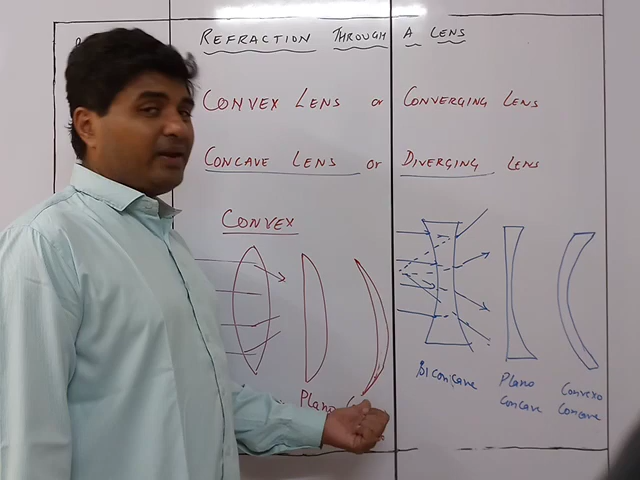 REFRACTION THROUGH A LENS
CONVEX LENS or CONVERGING LENS
CONCAVE LENS or DIVERGING LENS
CONVEX
Plano
Biconcave
Plano
Concave
Convexo
Concave